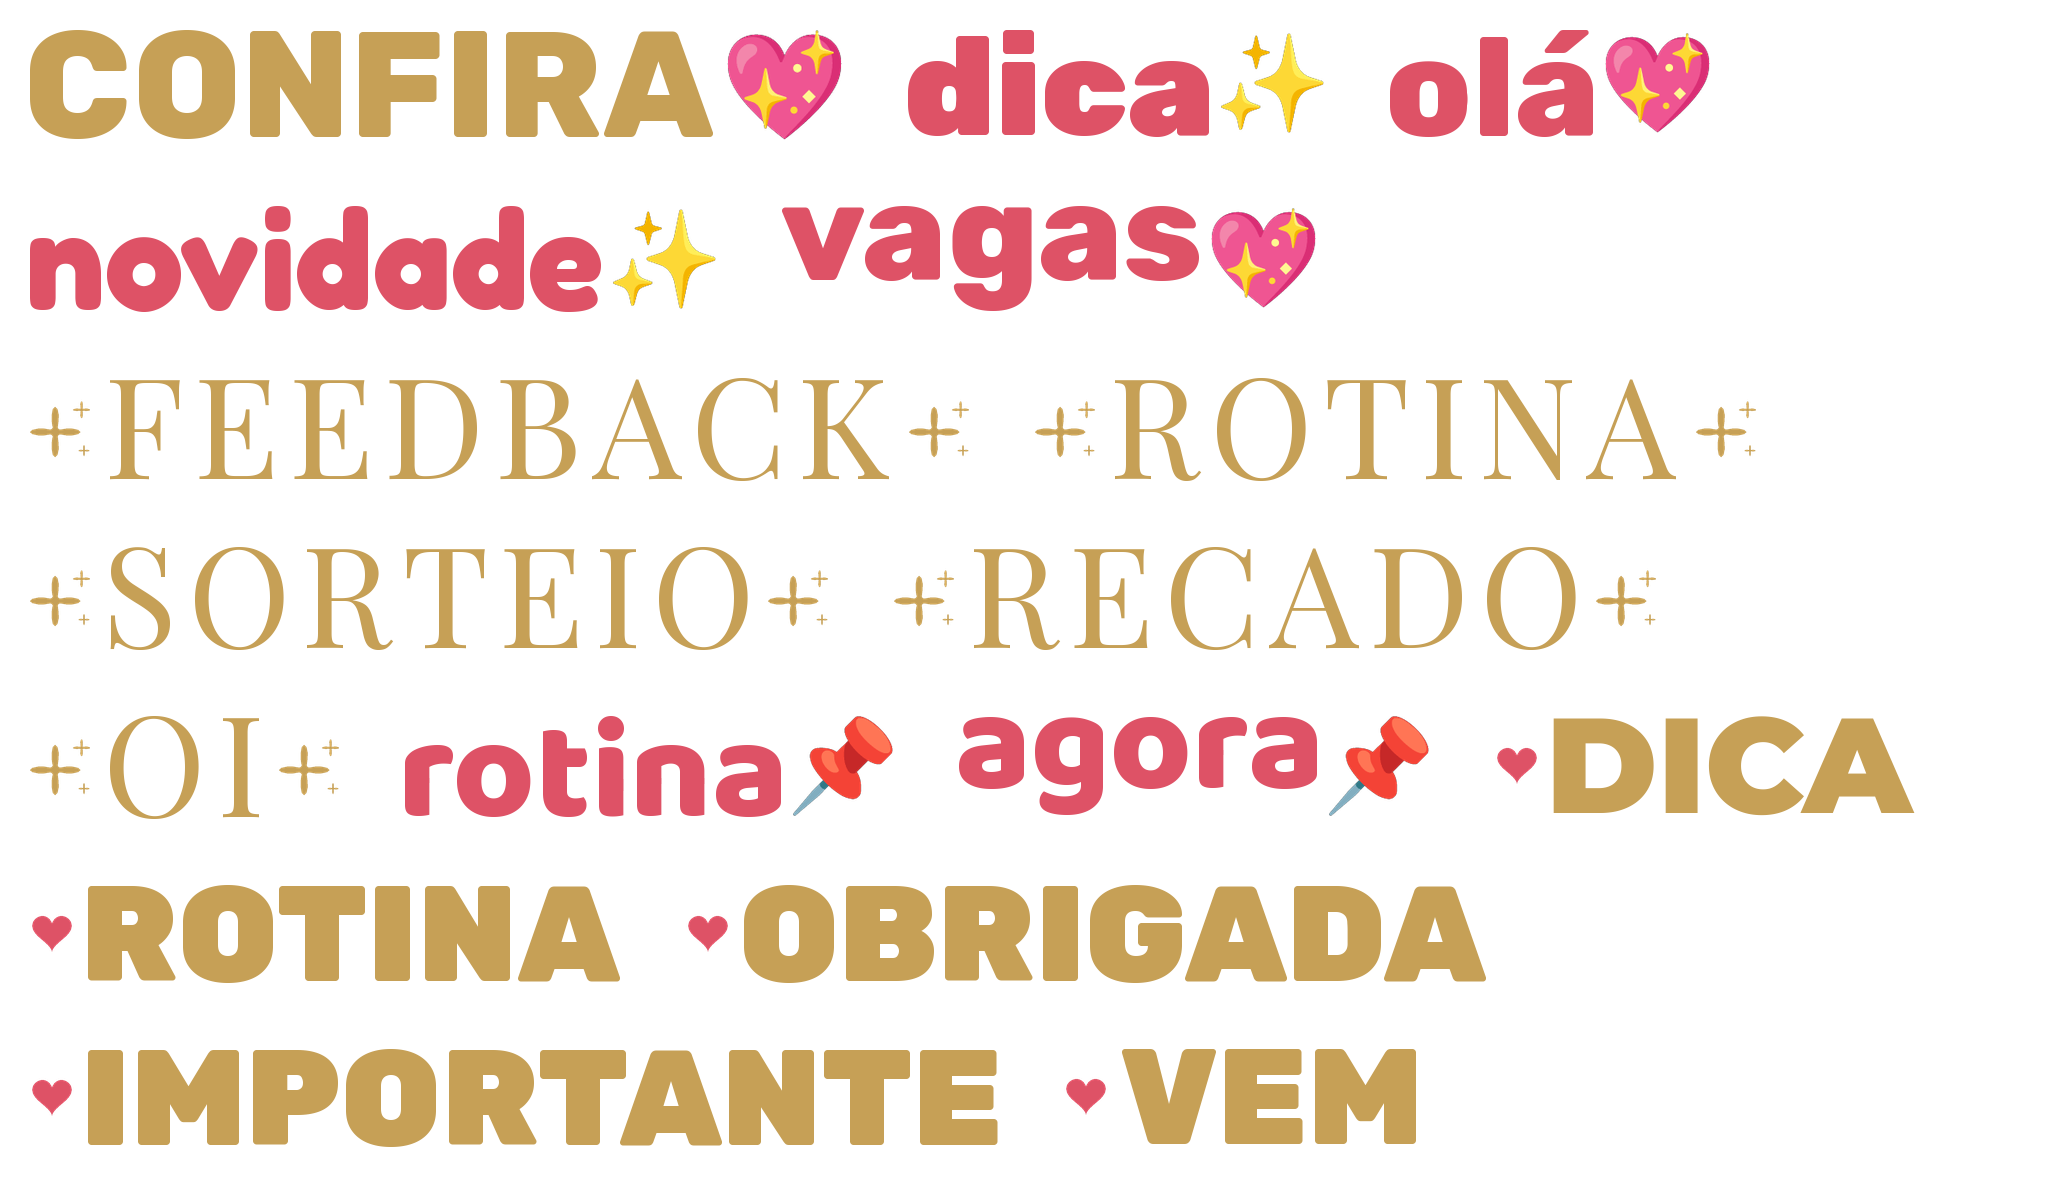 CONFIRA💖 dica✨ olá💖
novidade✨ vagas💖
FEEDBACK ROTINA
SORTEIO RECADO
OI rotina📌 agora📌 ♥DICA
♥ROTINA ♥OBRIGADA
♥IMPORTANTE ♥VEM